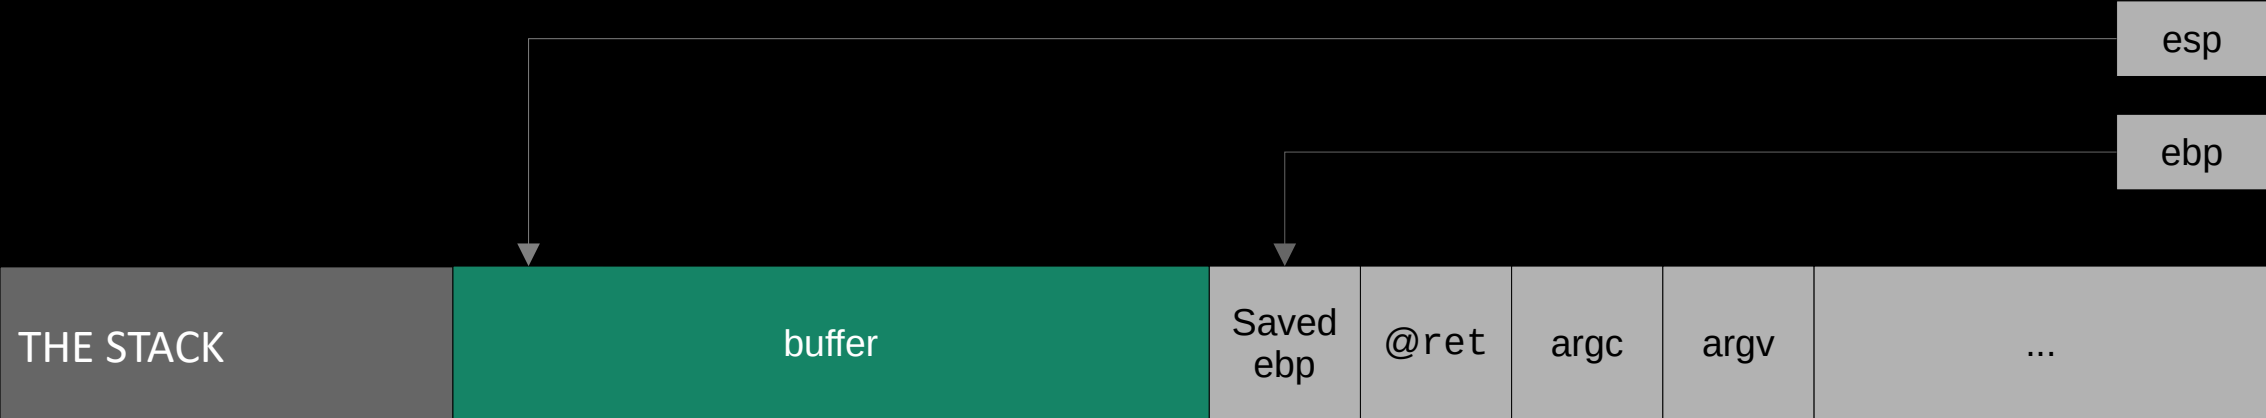 esp
ebp
THE STACK
buffer
Saved
ebp
@ret
argc
argv
...